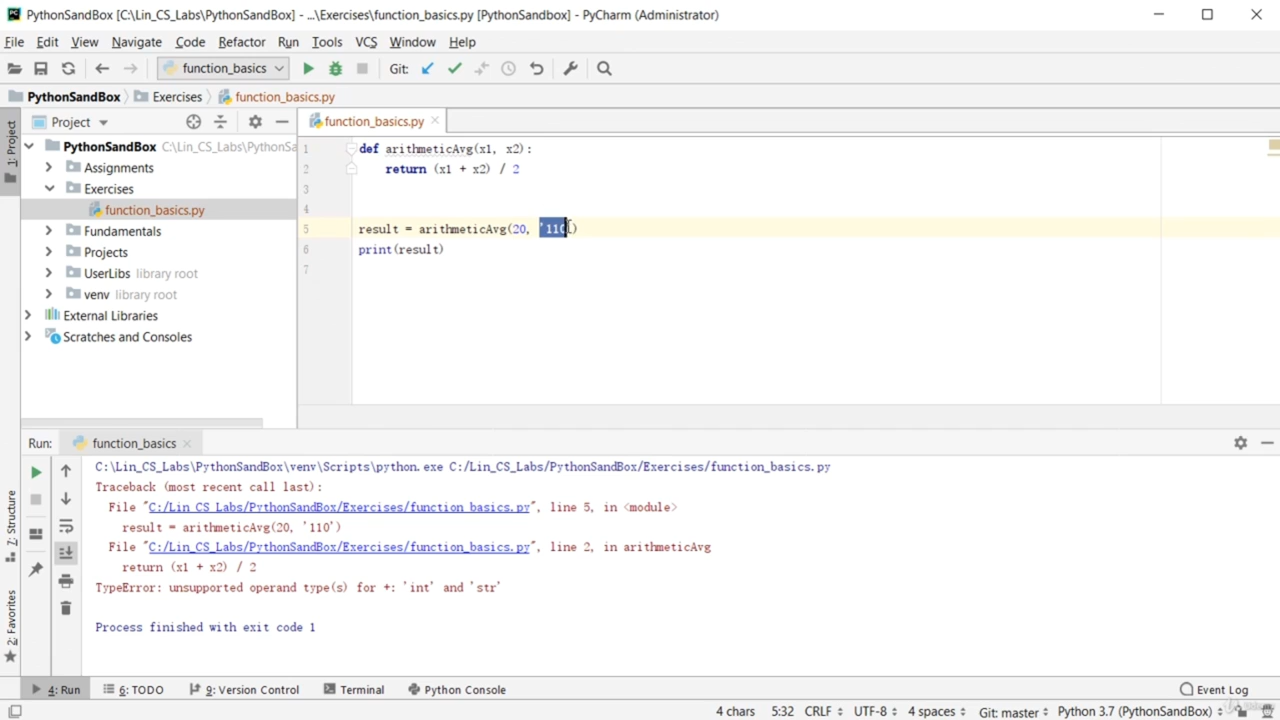 PythonSandBox [C:\Lin_CS_Labs\PythonSandBox] - ...\Exercises\function_basics.py [PythonSandbox] - PyCharm (Administrator)
File Edit View Navigate Code Refactor Run Tools VCS Window Help
function_basics Git:
PythonSandBox Exercises function_basics.py
1: Project
Project
function_basics.py
PythonSandBox C:\Lin_CS_Labs\PythonSa
Assignments
Exercises
function_basics.py
Fundamentals
Projects
UserLibs library root
venv library root
External Libraries
Scratches and Consoles
1 def arithmeticAvg(x1, x2):
2 return (x1 + x2) / 2
3
4
5 result = arithmeticAvg(20, '110)
6 print(result)
7
Run: function_basics
C:\Lin_CS_Labs\PythonSandBox\venv\Scripts\python.exe C:/Lin_CS_Labs/PythonSandBox/Exercises/function_basics.py
Traceback (most recent call last):
File "C:/Lin_CS_Labs/PythonSandBox/Exercises/function_basics.py", line 5, in <module>
result = arithmeticAvg(20, '110')
File "C:/Lin_CS_Labs/PythonSandBox/Exercises/function_basics.py", line 2, in arithmeticAvg
return (x1 + x2) / 2
TypeError: unsupported operand type(s) for +: 'int' and 'str'
Process finished with exit code 1
7: Structure
2: Favorites
4: Run 6: TODO 9: Version Control Terminal Python Console Event Log
4 chars 5:32 CRLF UTF-8 4 spaces Git: master Python 3.7 (PythonSandBox)